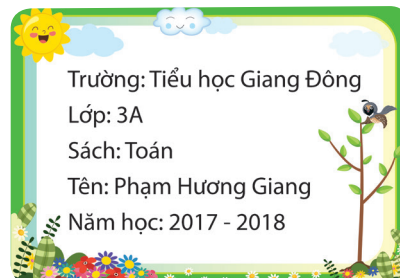 Trường: Tiểu học Giang Đông
Lớp: 3A
Sách: Toán
Tên: Phạm Hương Giang
Năm học: 2017 - 2018